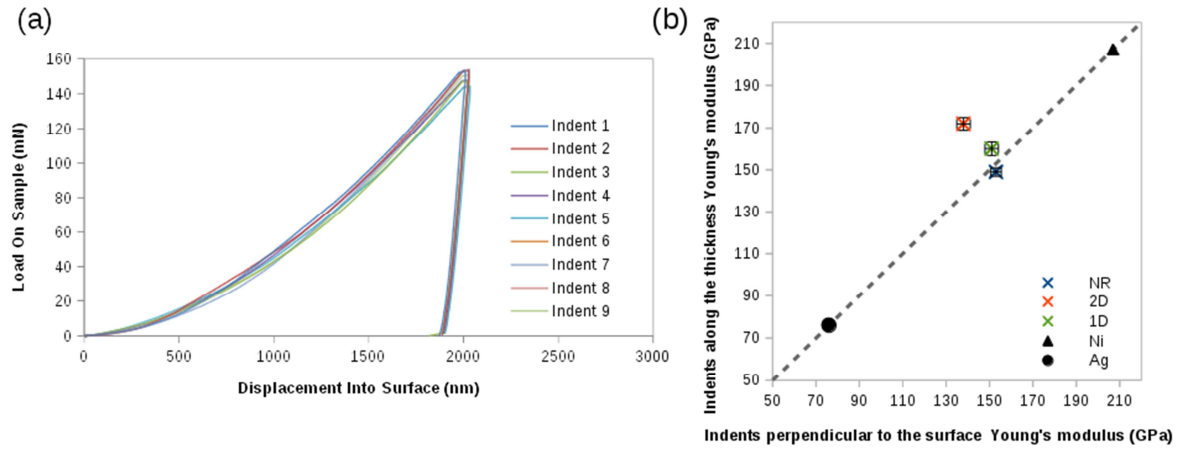 (a)
160
140
120
100
80
60
40
20
0
0 500 1000 1500 2000 2500 3000
Load On Sample (mN)
Displacement Into Surface (nm)
Indent 1
Indent 2
Indent 3
Indent 4
Indent 5
Indent 6
Indent 7
Indent 8
Indent 9
(b)
Indents along the thickness Young's modulus (GPa)
210
190
170
150
130
110
90
70
50
50 70 90 110 130 150 170 190 210
NR
2D
1D
Ni
Ag
Indents perpendicular to the surface Young's modulus (GPa)